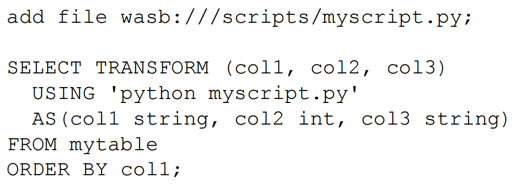 add file wasb:///scripts/myscript.py;
SELECT TRANSFORM (col1, col2, col3)
USING 'python myscript.py'
AS(col1 string, col2 int, col3 string)
FROM mytable
ORDER BY col1;